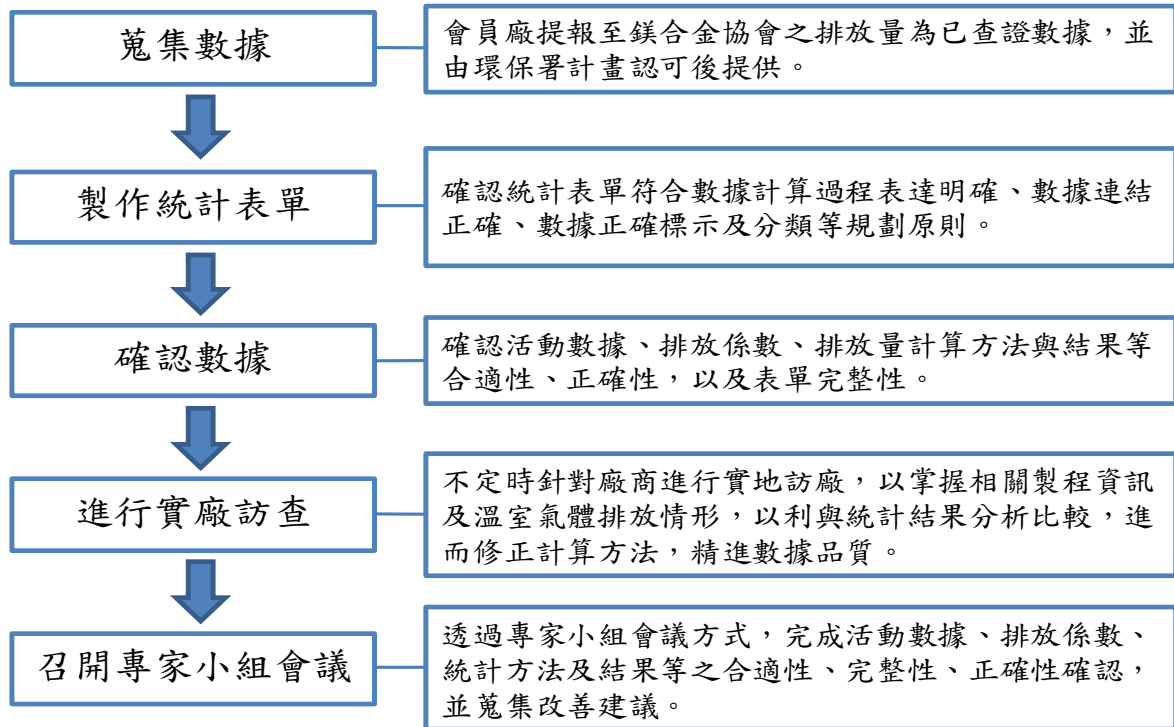 蒐集數據
會員廠提報至鎂合金協會之排放量為已查證數據，並
由環保署計畫認可後提供。
製作統計表單
確認統計表單符合數據計算過程表達明確、數據連結
正確、數據正確標示及分類等規劃原則。
確認數據
確認活動數據、排放係數、排放量計算方法與結果等
合適性、正確性，以及表單完整性。
進行實廠訪查
不定時針對廠商進行實地訪廠，以掌握相關製程資訊
及溫室氣體排放情形，以利與統計結果分析比較，進
而修正計算方法，精進數據品質。
召開專家小組會議
透過專家小組會議方式，完成活動數據、排放係數、
統計方法及結果等之合適性、完整性、正確性確認，
並蒐集改善建議。